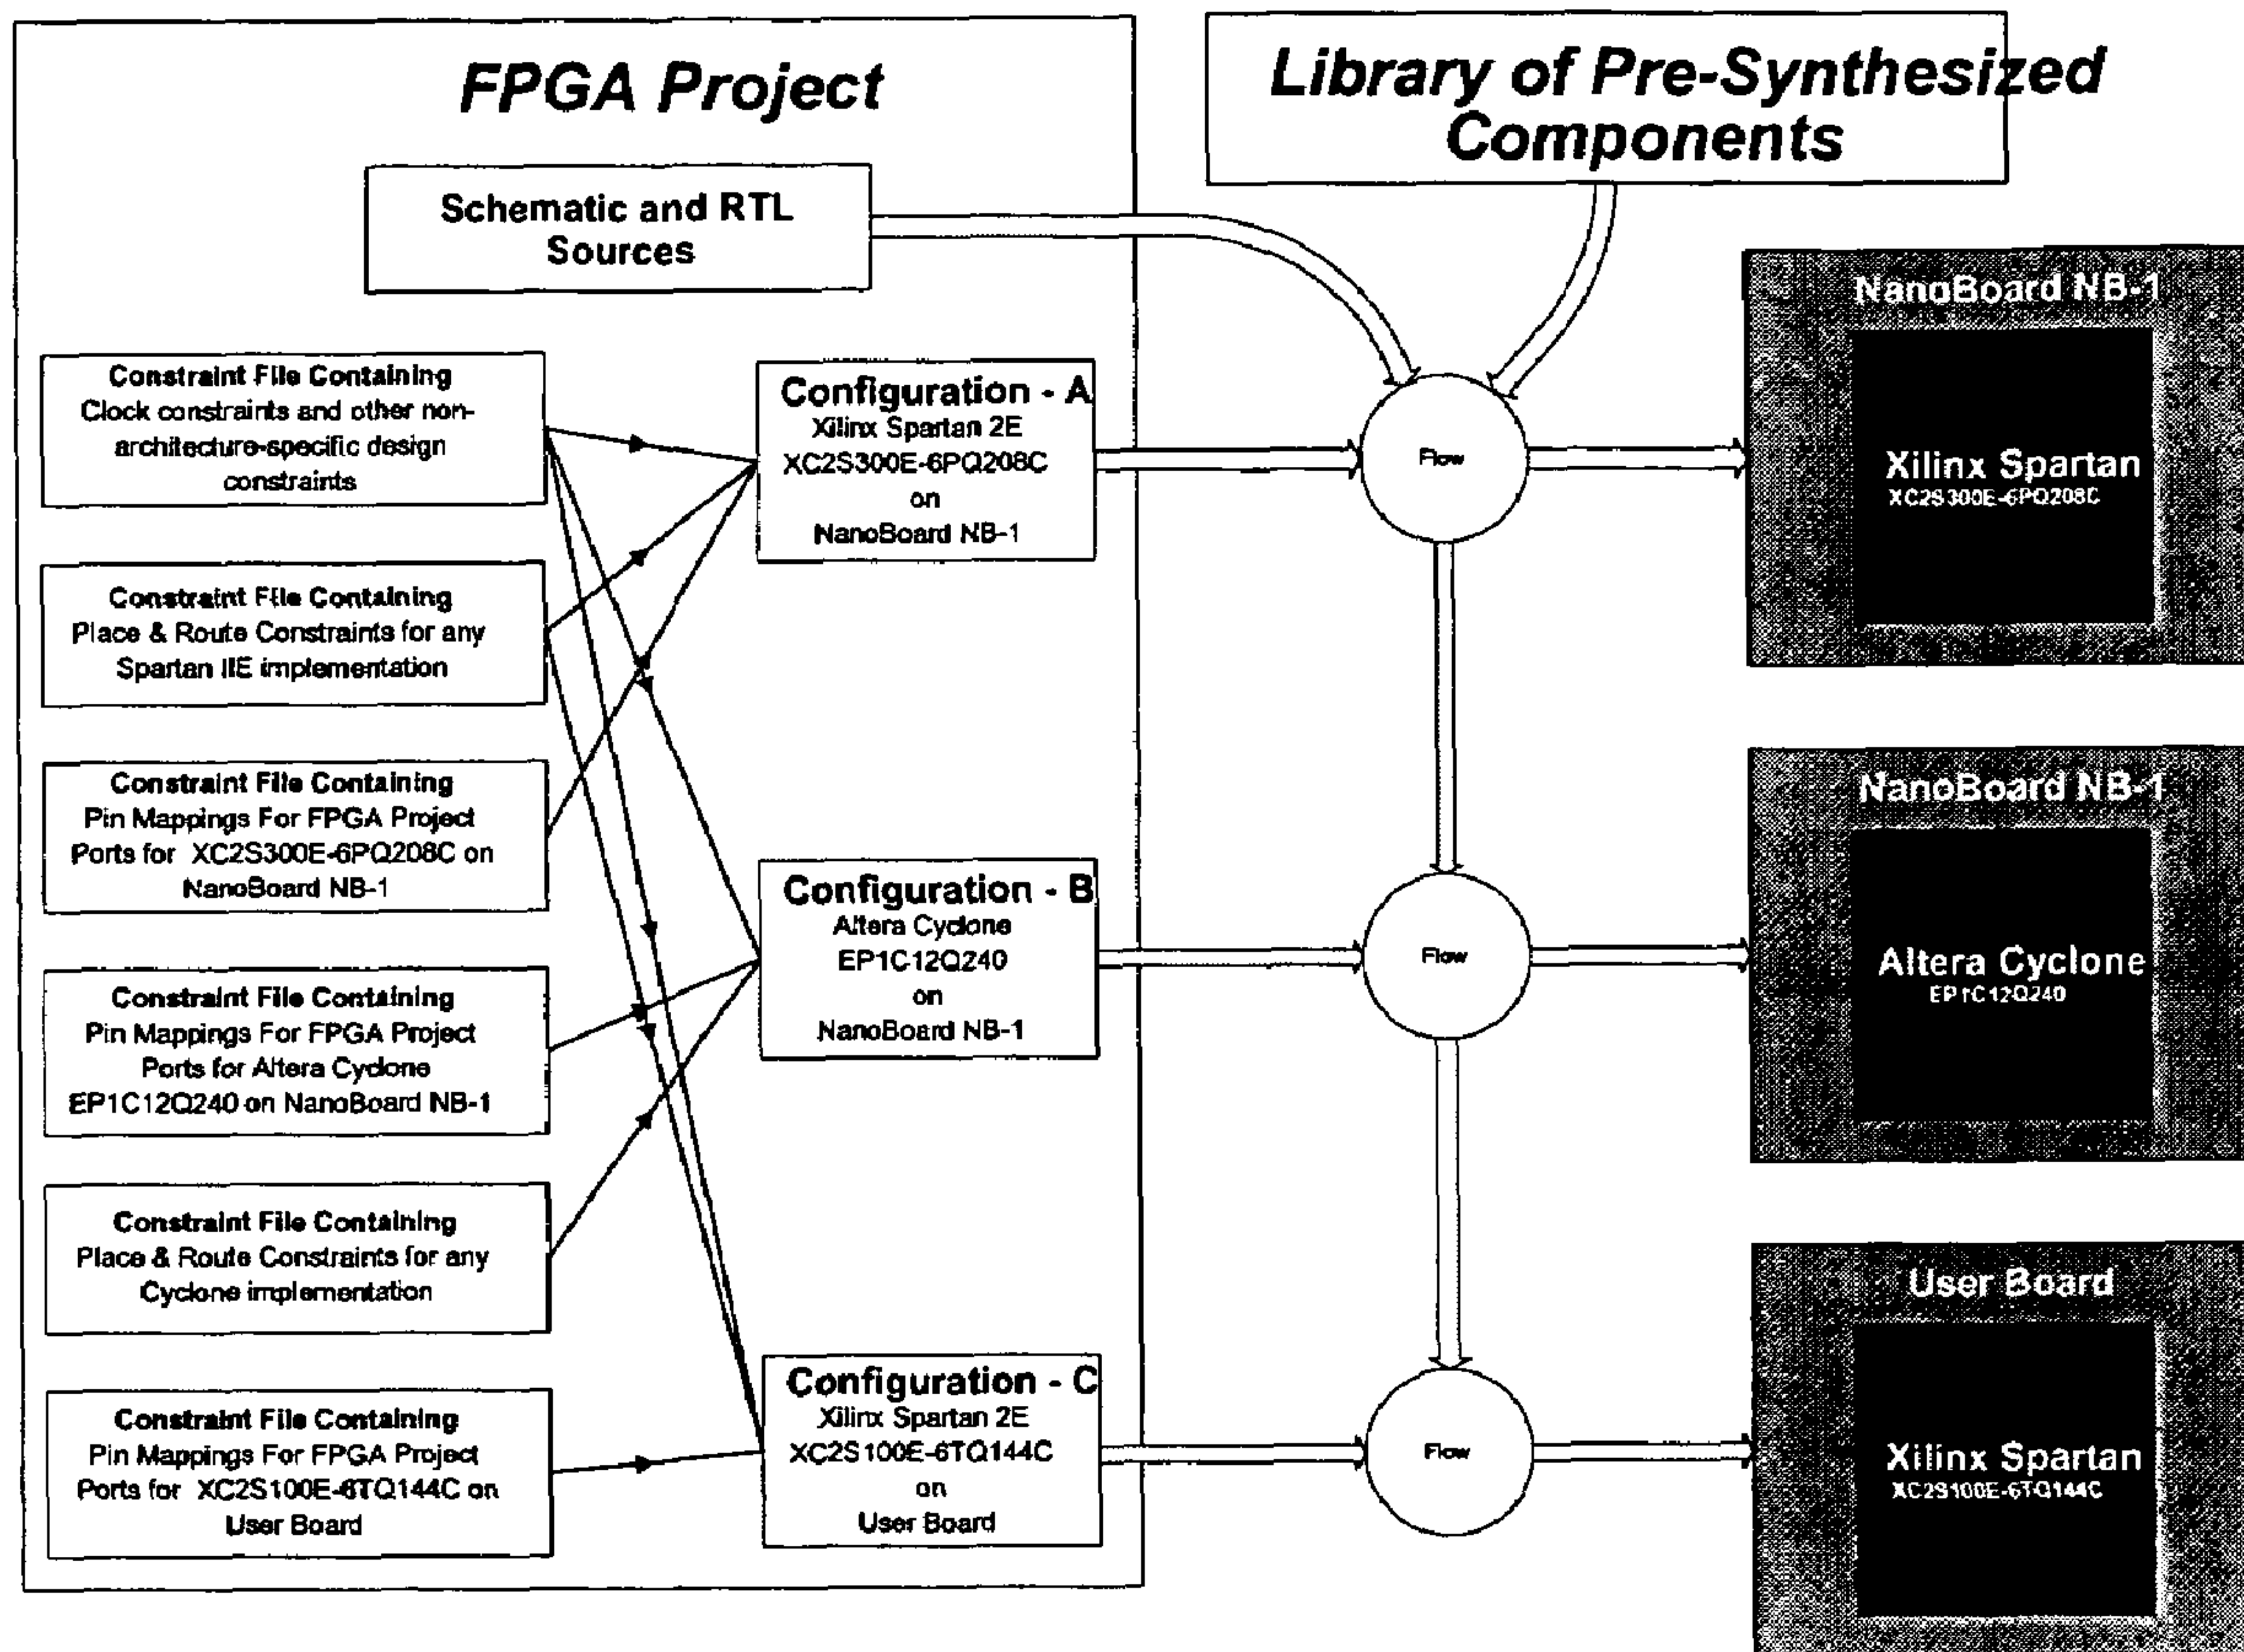 FPGA Project
Library of Pre-Synthesized
Components
Schematic and RTL
Sources
Constraint File Containing
Clock constraints and other non-
architecture-specific design
constraints
Constraint File Containing
Place & Route Constraints for any
Spartan IIE implementation
Constraint File Containing
Pin Mappings For FPGA Project
Ports for XC2S300E-6PQ208C on
NanoBoard NB-1
Constraint File Containing
Pin Mappings For FPGA Project
Ports for Altera Cyclone
EP1C12Q240 on NanoBoard NB-1
Constraint File Containing
Place & Route Constraints for any
Cyclone implementation
Constraint File Containing
Pin Mappings For FPGA Project
Ports for XC2S100E-6TQ144C on
User Board
Configuration - A
Xilinx Spartan 2E
XC2S300E-6PQ208C
on
NanoBoard NB-1
Configuration - B
Altera Cyclone
EP1C12Q240
on
NanoBoard NB-1
Configuration - C
Xilinx Spartan 2E
XC2S100E-6TQ144C
on
User Board
Flow
Flow
Flow
NanoBoard NB-1
Xilinx Spartan
XC2S300E-6PQ208C
NanoBoard NB-1
Altera Cyclone
EP1C12Q240
User Board
Xilinx Spartan
XC2S100E-6TQ144C